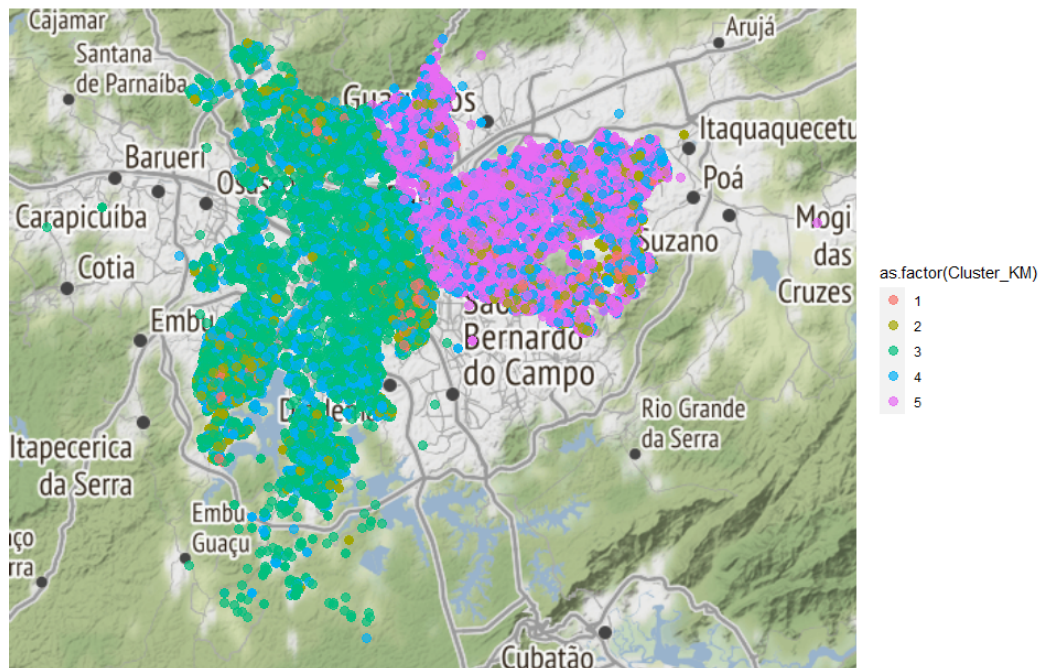 Cajamar
Santana
de Parnaíba
Arujá
Itaquaquecetu
Barueri
Poá
Carapicuíba
Suzano
Mogi
das
Cruzes
Cotia
Embu
São
Bernardo
do Campo
Rio Grande
da Serra
Itapecerica
da Serra
Embu
Guaçu
Cubatão
as.factor(Cluster_KM)
1
2
3
4
5